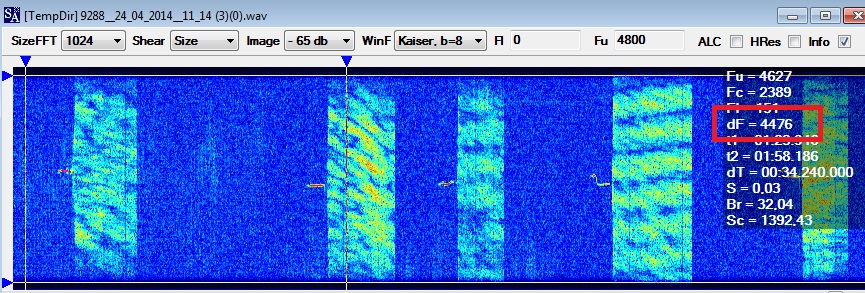 [TempDir] 9288__24_04_2014__11_14 (3)(0).wav
SizeFFT 1024 Shear Size Image - 65 db WinF Kaiser, b=8 Fl 0 Fu 4800 ALC HRes Info
Fu = 4627
Fc = 2389
Fl = 151
dF = 4476
t2 = 01:58.186
dT = 00:34.240.000
S = 0,03
Br = 32,04
Sc = 1392,43